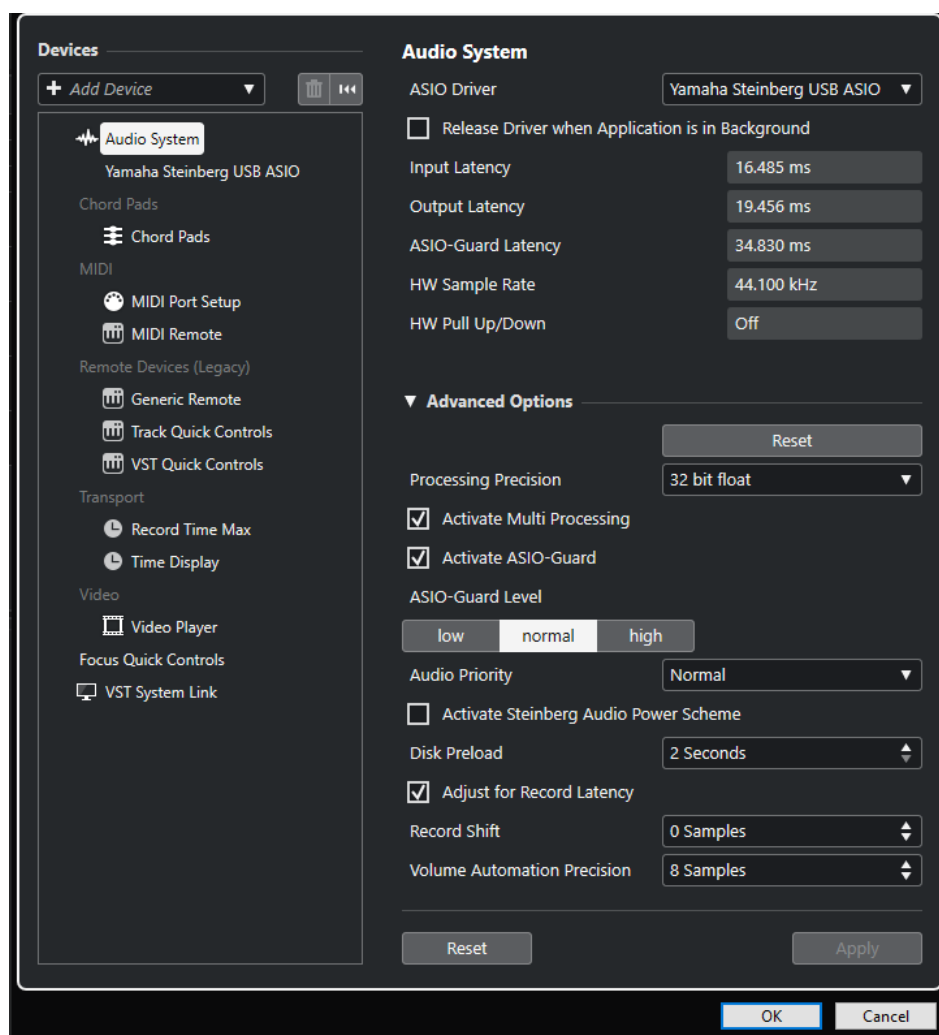 Devices
+ Add Device
Audio System
Yamaha Steinberg USB ASIO
Chord Pads
Chord Pads
MIDI
MIDI Port Setup
MIDI Remote
Remote Devices (Legacy)
Generic Remote
Track Quick Controls
VST Quick Controls
Transport
Record Time Max
Time Display
Video
Video Player
Focus Quick Controls
VST System Link
Audio System
ASIO Driver Yamaha Steinberg USB ASIO
Release Driver when Application is in Background
Input Latency 16.485 ms
Output Latency 19.456 ms
ASIO-Guard Latency 34.830 ms
HW Sample Rate 44.100 kHz
HW Pull Up/Down Off
Advanced Options
Reset
Processing Precision 32 bit float
Activate Multi Processing
Activate ASIO-Guard
ASIO-Guard Level
low normal high
Audio Priority Normal
Activate Steinberg Audio Power Scheme
Disk Preload 2 Seconds
Adjust for Record Latency
Record Shift 0 Samples
Volume Automation Precision 8 Samples
Reset Apply
OK Cancel